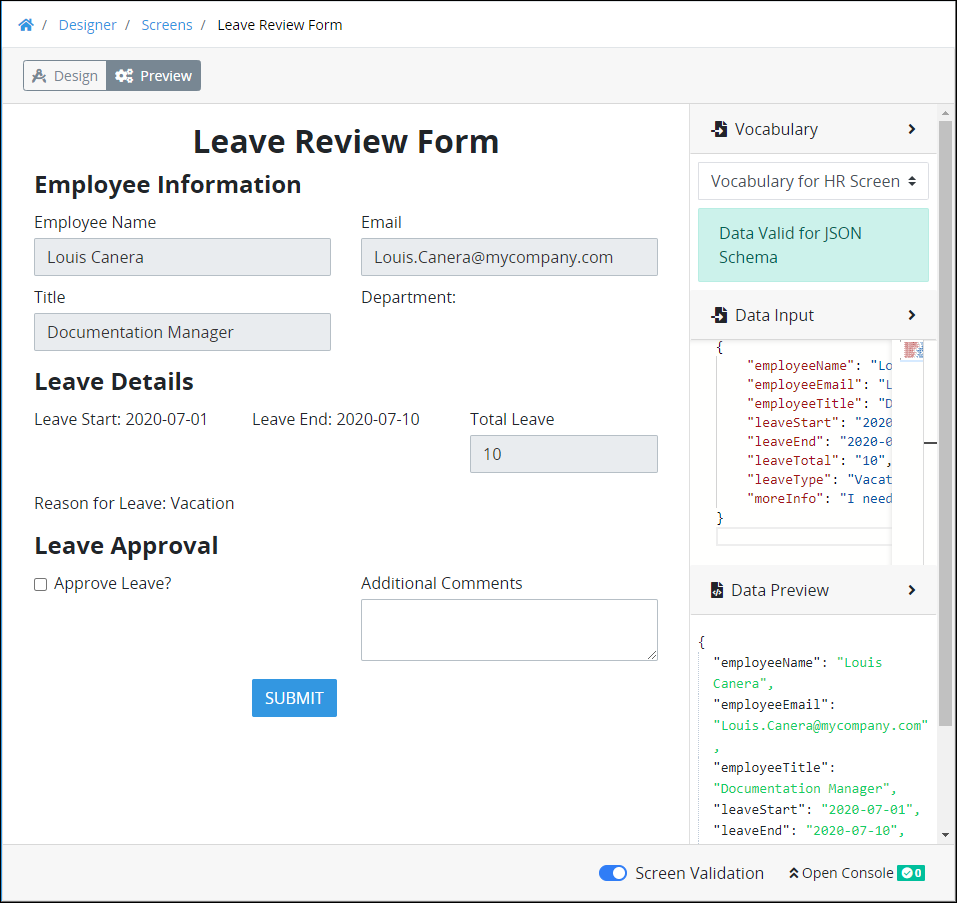 / Designer / Screens / Leave Review Form
Design Preview
Leave Review Form
Employee Information
Employee Name Email
Louis Canera Louis.Canera@mycompany.com
Title Department:
Documentation Manager
Leave Details
Leave Start: 2020-07-01 Leave End: 2020-07-10 Total Leave
10
Reason for Leave: Vacation
Leave Approval
Approve Leave? Additional Comments
SUBMIT
Vocabulary
Vocabulary for HR Screen
Data Valid for JSON
Schema
Data Input
{
"employeeName": "Lo
"employeeEmail": "L
"employeeTitle": "D
"leaveStart": "2020
"leaveEnd": "2020-0
"leaveTotal": "10",
"leaveType": "Vacat
"moreInfo": "I need
}
Data Preview
{
"employeeName": "Louis
Canera",
"employeeEmail":
"Louis.Canera@mycompany.com"
,
"employeeTitle":
"Documentation Manager",
"leaveStart": "2020-07-01",
"leaveEnd": "2020-07-10",
Screen Validation Open Console 0